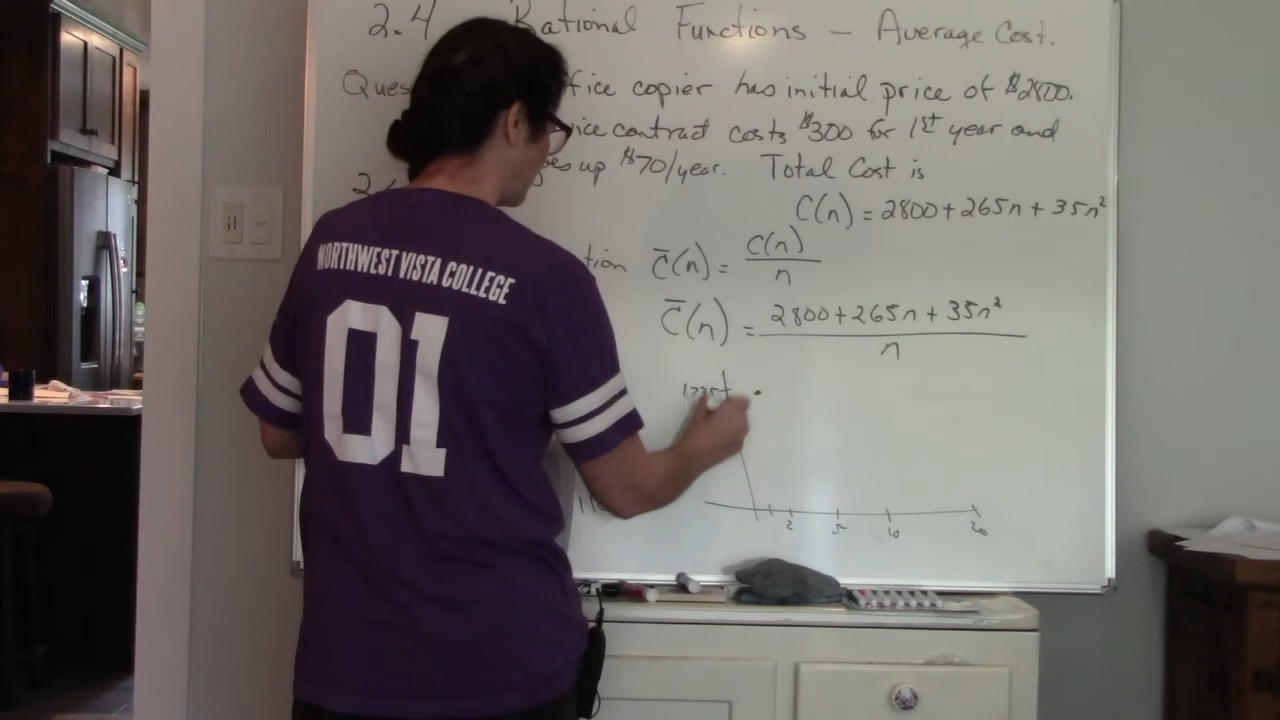 2.4 Rational Functions — Average Cost.
copier has initial price of $2800.
contract costs $300 for 1st year and
up $70/year. Total Cost is
C(n) = 2800+265n+35n²
C̄(n) = C(n)/n
C̄(n) = 2800+265n+35n²/n
2 5 10 20
NORTHWEST VISTA COLLEGE
01